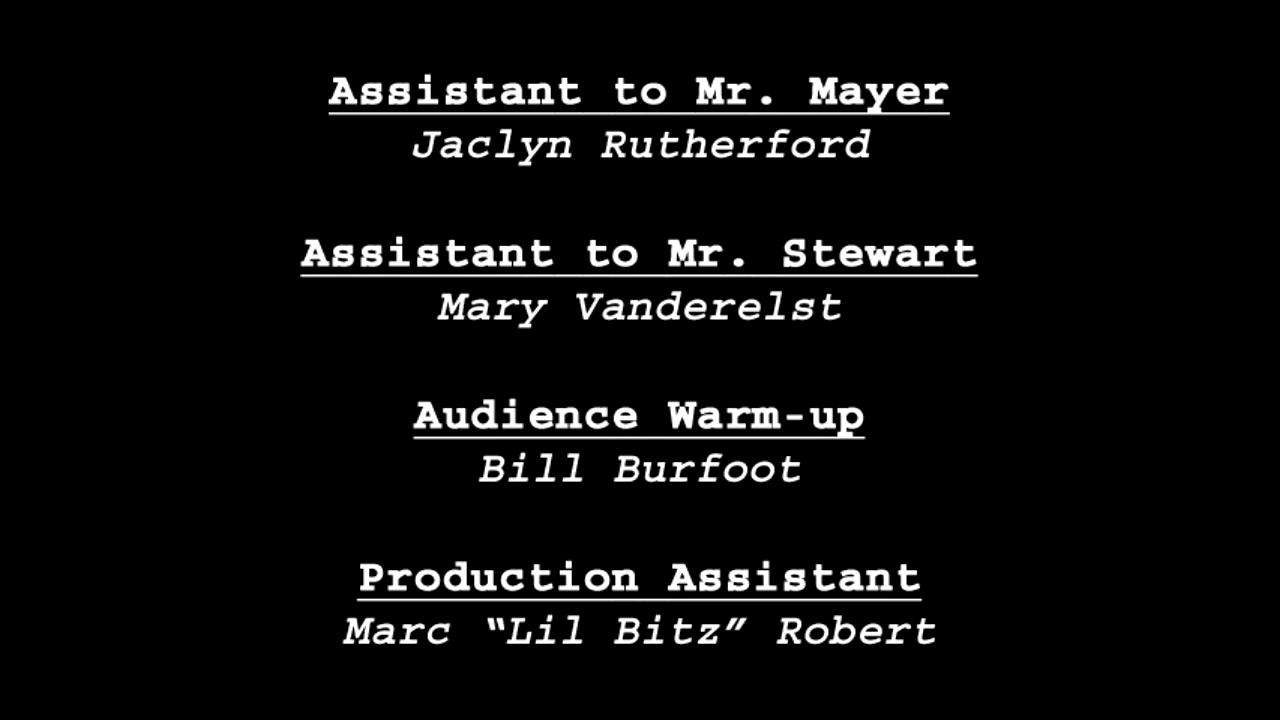 Assistant to Mr. Mayer
Jaclyn Rutherford
Assistant to Mr. Stewart
Mary Vanderelst
Audience Warm-up
Bill Burfoot
Production Assistant
Marc “Lil Bitz” Robert